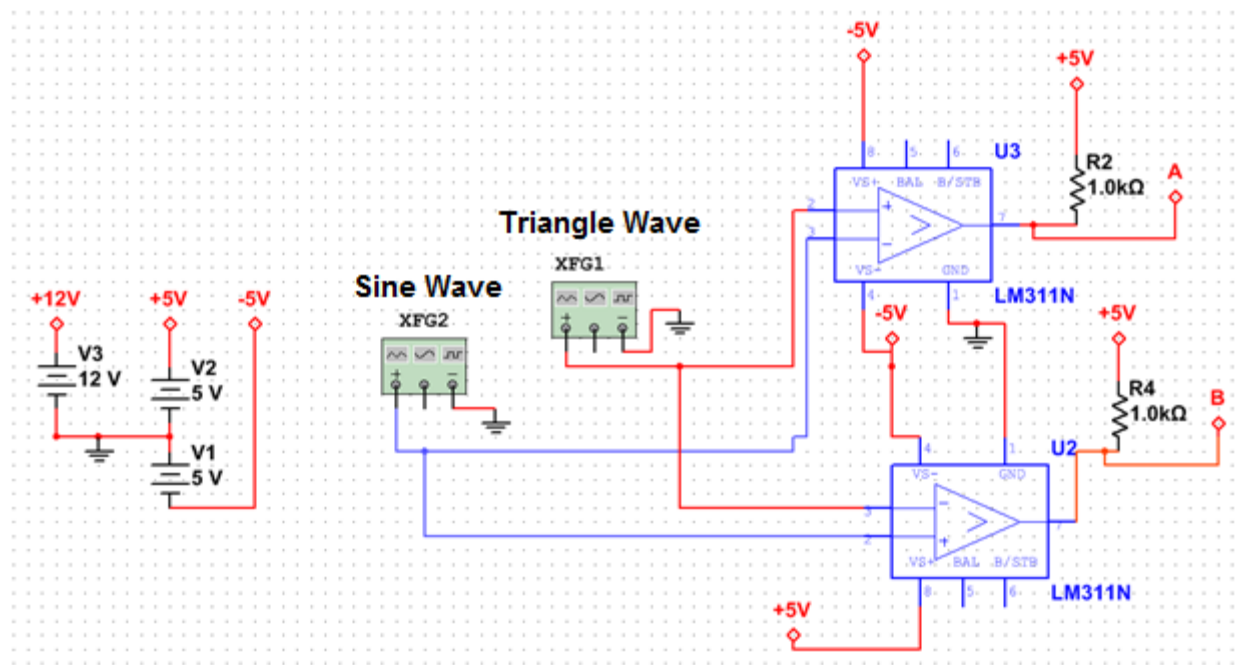 -5V
+5V
U3
8
5
6
VS+ BAL B/STB
R2
1.0kΩ
A
2
+
>
7
3
−
VS- GND
4
1
LM311N
Triangle Wave
XFG1
+ −
Sine Wave
XFG2
+ −
+12V
+5V
-5V
V3
12 V
V2
5 V
V1
5 V
-5V
+5V
R4
1.0kΩ
B
U2
4
1
VS- GND
3
−
>
7
2
+
VS+ BAL B/STB
8
5
6
LM311N
+5V